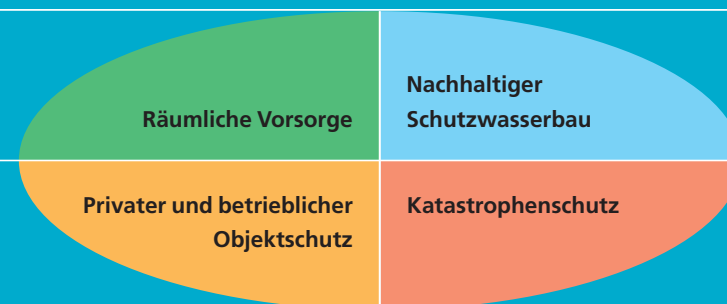 Räumliche Vorsorge
Nachhaltiger
Schutzwasserbau
Privater und betrieblicher
Objektschutz
Katastrophenschutz